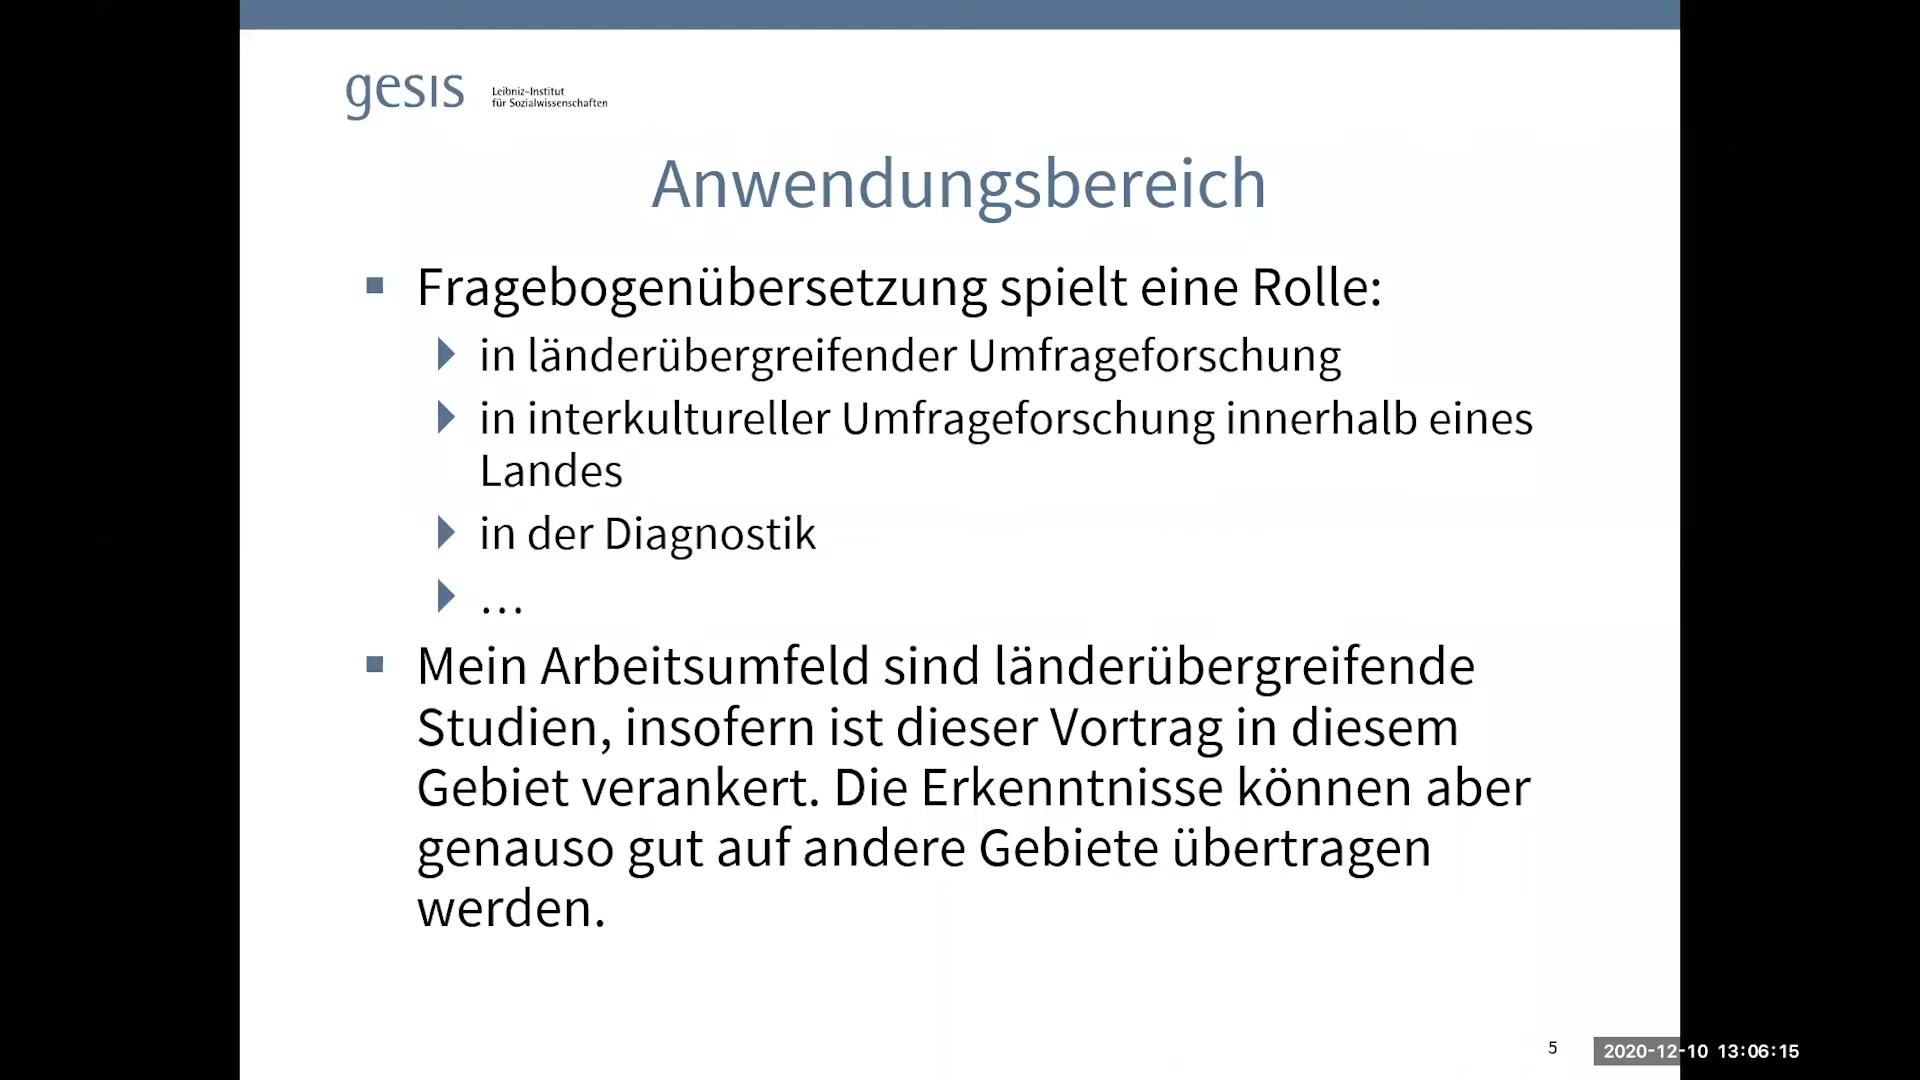 gesis
Leibniz-Institut
für Sozialwissenschaften
Anwendungsbereich
Fragebogenübersetzung spielt eine Rolle:
in länderübergreifender Umfrageforschung
in interkultureller Umfrageforschung innerhalb eines
Landes
in der Diagnostik
...
Mein Arbeitsumfeld sind länderübergreifende
Studien, insofern ist dieser Vortrag in diesem
Gebiet verankert. Die Erkenntnisse können aber
genauso gut auf andere Gebiete übertragen
werden.
5
2020-12-10 13:06:15